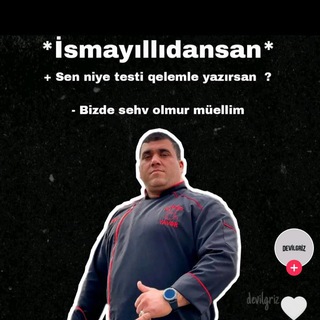 *İsmayıllıdansan*
+ Sen niye testi qelemle yazırsan ?
- Bizde sehv olmur müellim
DEVILGRIZ
devilgriz